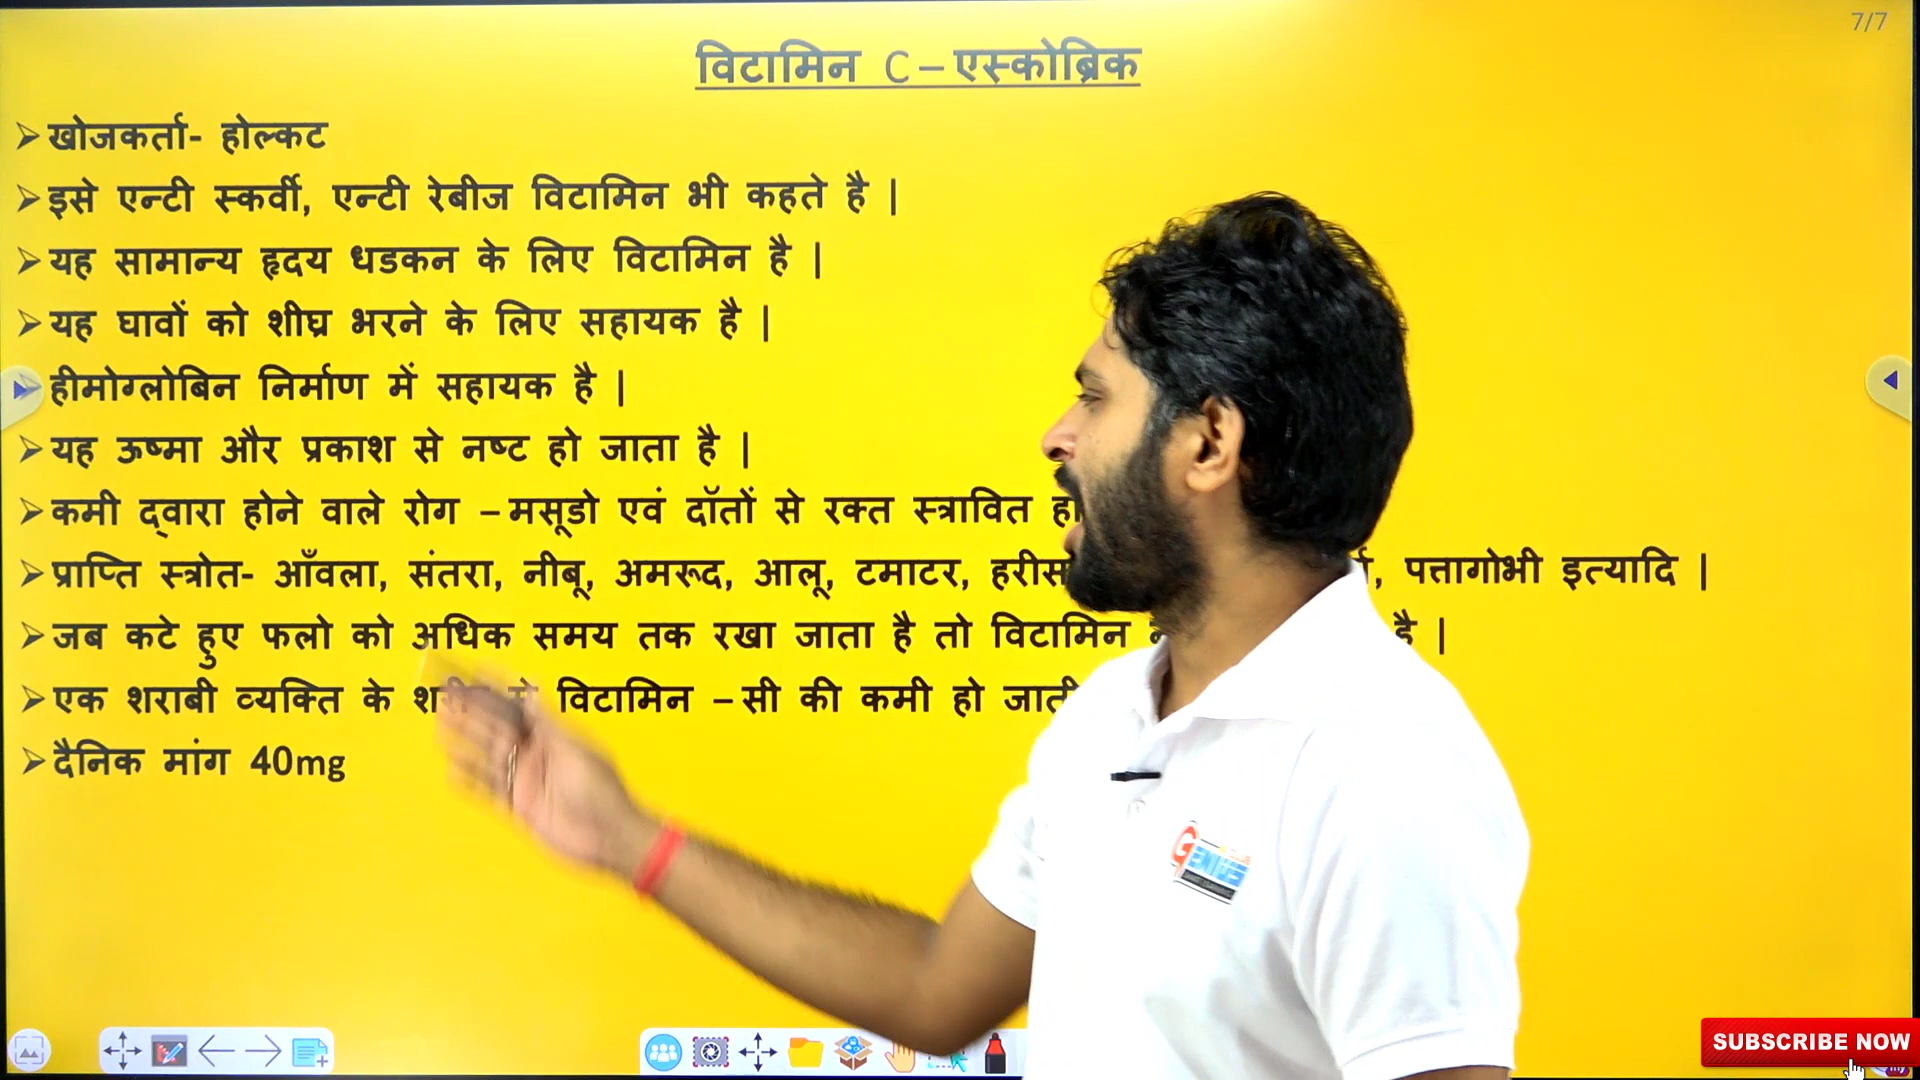 7/7
विटामिन C – एस्कोब्रिक
➢ खोजकर्ता- होल्कट
➢ इसे एन्टी स्कर्वी, एन्टी रेबीज विटामिन भी कहते है |
➢ यह सामान्य हृदय धडकन के लिए विटामिन है |
➢ यह घावों को शीघ्र भरने के लिए सहायक है |
हीमोग्लोबिन निर्माण में सहायक है |
➢ यह ऊष्मा और प्रकाश से नष्ट हो जाता है |
➢ कमी द्वारा होने वाले रोग – मसूडो एवं दॉतों से रक्त स्त्रावित
➢ प्राप्ति स्त्रोत- आँवला, संतरा, नीबू, अमरूद, आलू, टमाटर, पत्तागोभी इत्यादि |
➢ जब कटे हुए फलो को अधिक समय तक रखा जाता है तो विटामिन है |
➢ एक शराबी व्यक्ति के विटामिन – सी की कमी हो
➢ दैनिक मांग 40mg
SUBSCRIBE NOW